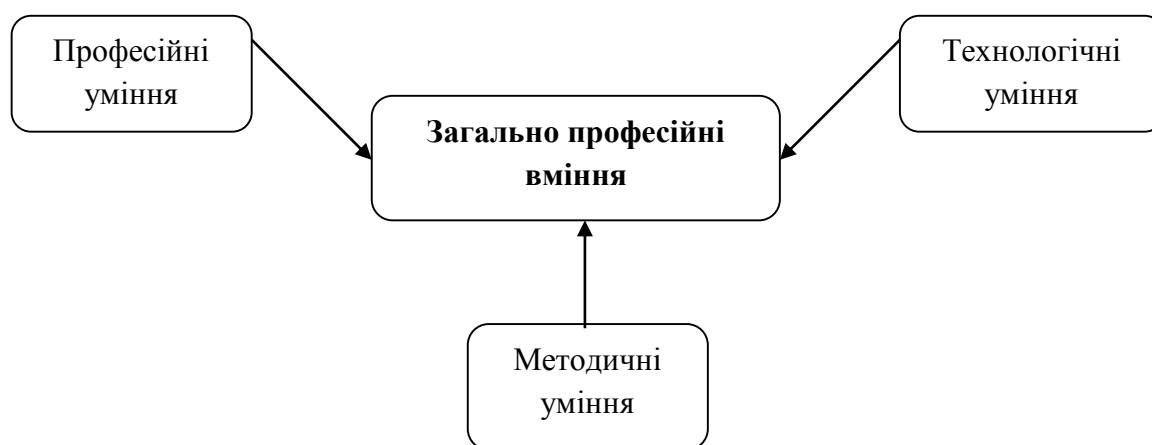 Професійні
уміння
Технологічні
уміння
Загально професійні
вміння
Методичні
уміння